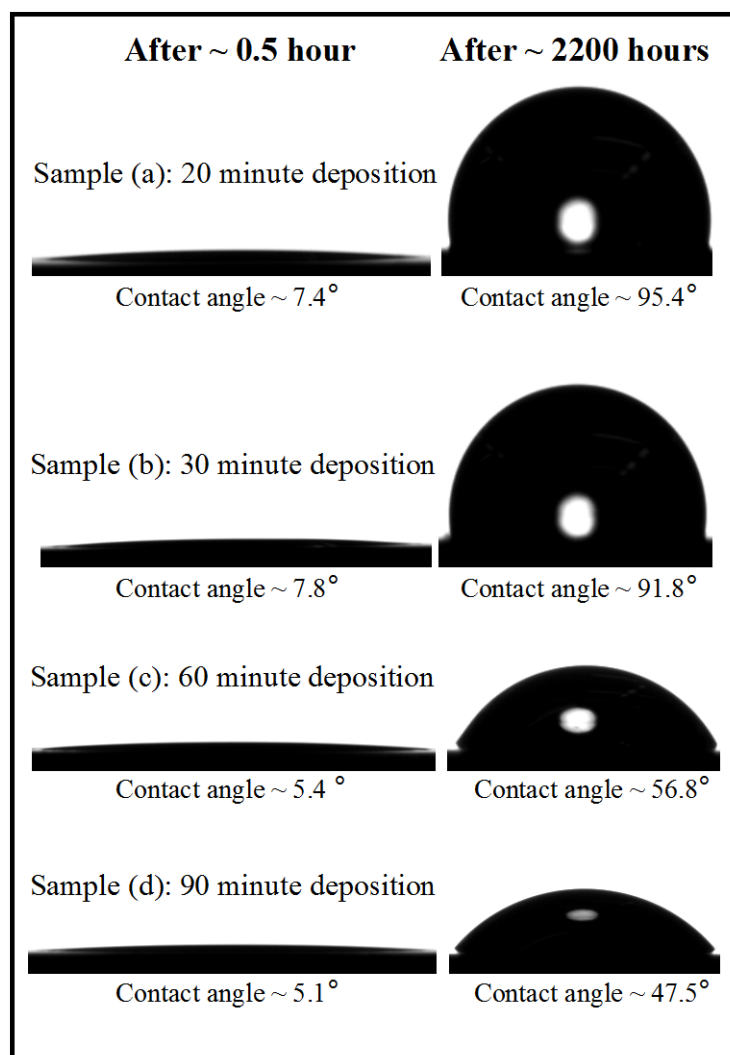 After ~ 0.5 hour
After ~ 2200 hours
Sample (a): 20 minute deposition
Contact angle ~ 7.4°
Contact angle ~ 95.4°
Sample (b): 30 minute deposition
Contact angle ~ 7.8°
Contact angle ~ 91.8°
Sample (c): 60 minute deposition
Contact angle ~ 5.4 °
Contact angle ~ 56.8°
Sample (d): 90 minute deposition
Contact angle ~ 5.1°
Contact angle ~ 47.5°